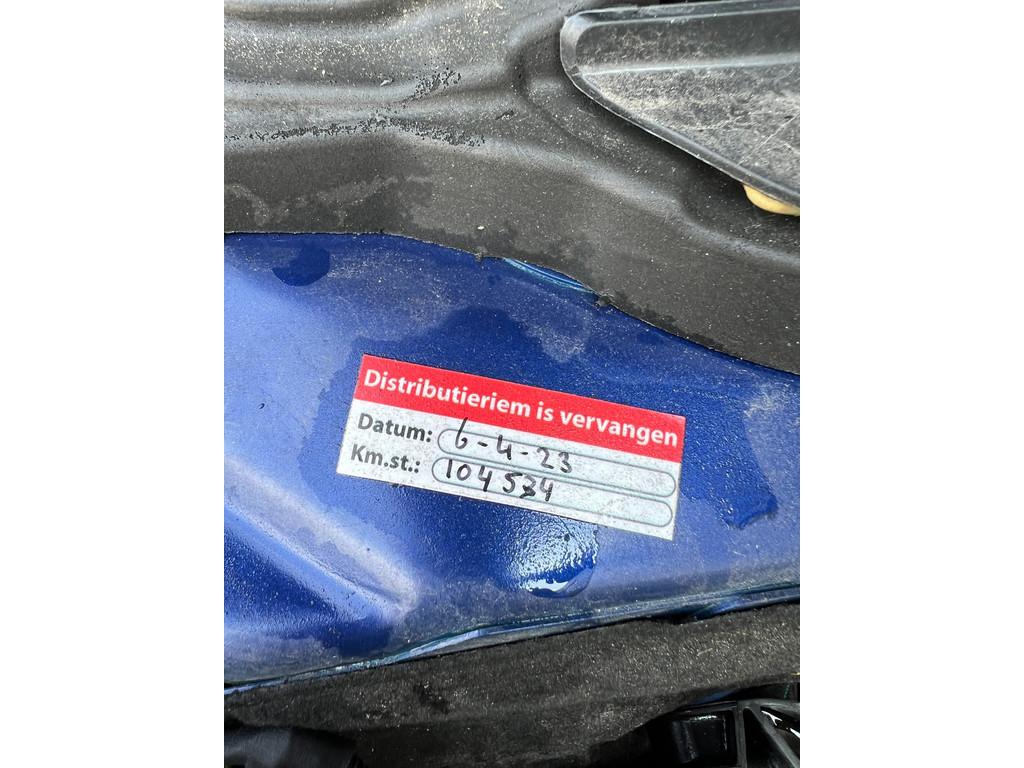 Distributieriem is vervangen
Datum: 6-4-23
Km.st.: 104534